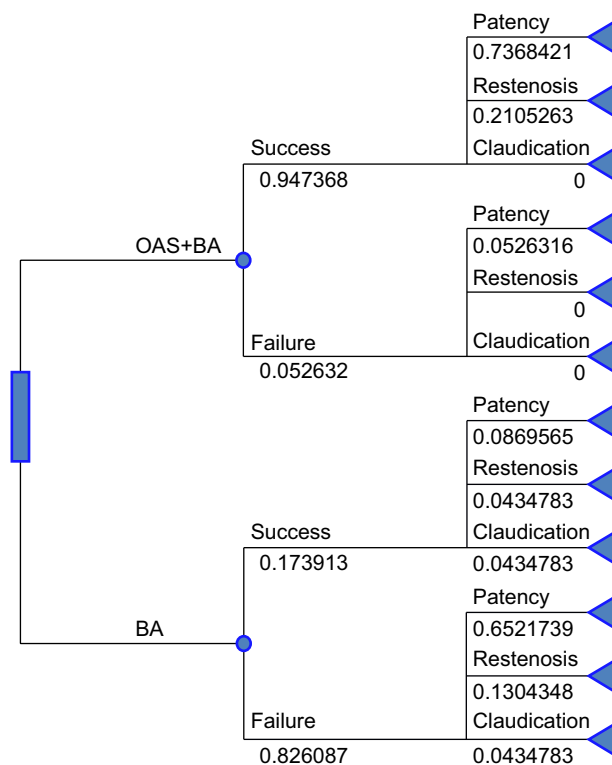 Patency
0.7368421
Restenosis
0.2105263
Success
Claudication
0.947368
0
Patency
OAS+BA
0.0526316
Restenosis
0
Failure
Claudication
0.052632
0
Patency
0.0869565
Restenosis
0.0434783
Success
Claudication
0.173913
0.0434783
Patency
BA
0.6521739
Restenosis
0.1304348
Failure
Claudication
0.826087
0.0434783